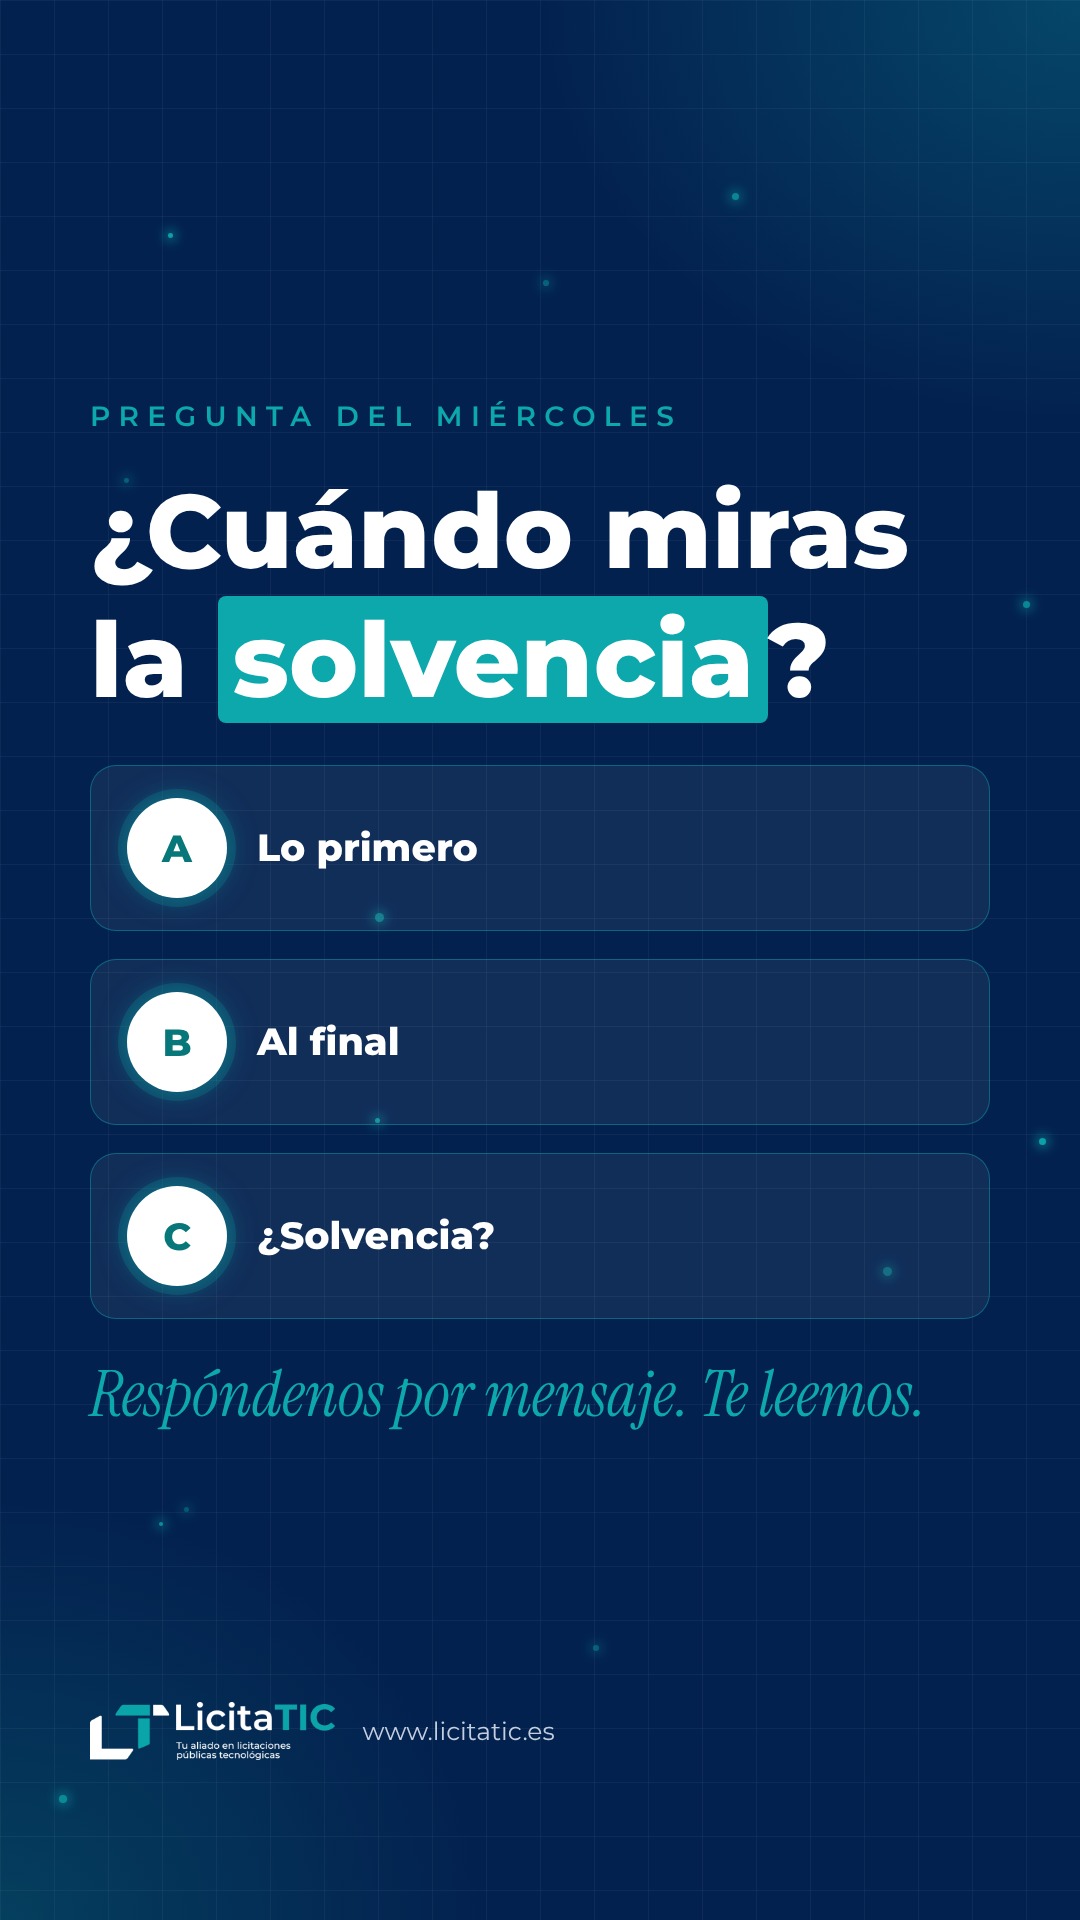 PREGUNTA DEL MIÉRCOLES
¿Cuándo miras
la solvencia?
A Lo primero
B Al final
C ¿Solvencia?
Respóndenos por mensaje. Te leemos.
LicitaTIC
Tu aliado en licitaciones
públicas tecnológicas
www.licitatic.es